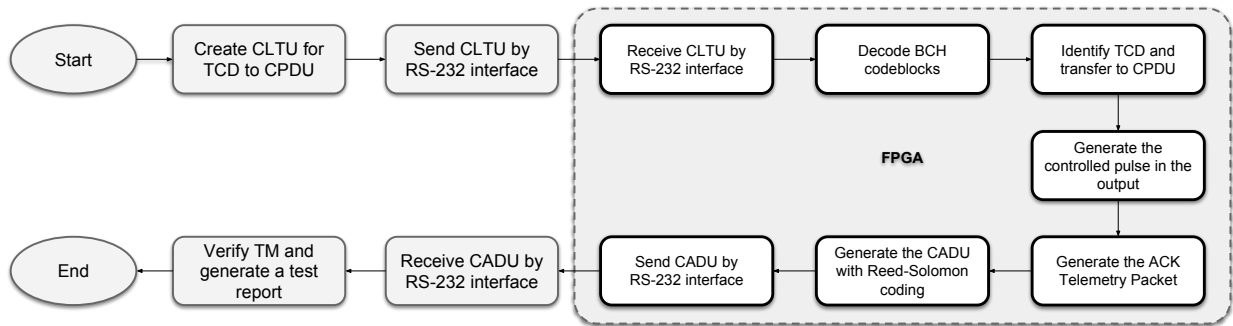 Start
Create CLTU for
TCD to CPDU
Send CLTU by
RS-232 interface
Receive CLTU by
RS-232 interface
Decode BCH
codeblocks
Identify TCD and
transfer to CPDU
FPGA
Generate the
controlled pulse in the
output
Generate the ACK
Telemetry Packet
Generate the CADU
with Reed-Solomon
coding
Send CADU by
RS-232 interface
Receive CADU by
RS-232 interface
Verify TM and
generate a test
report
End